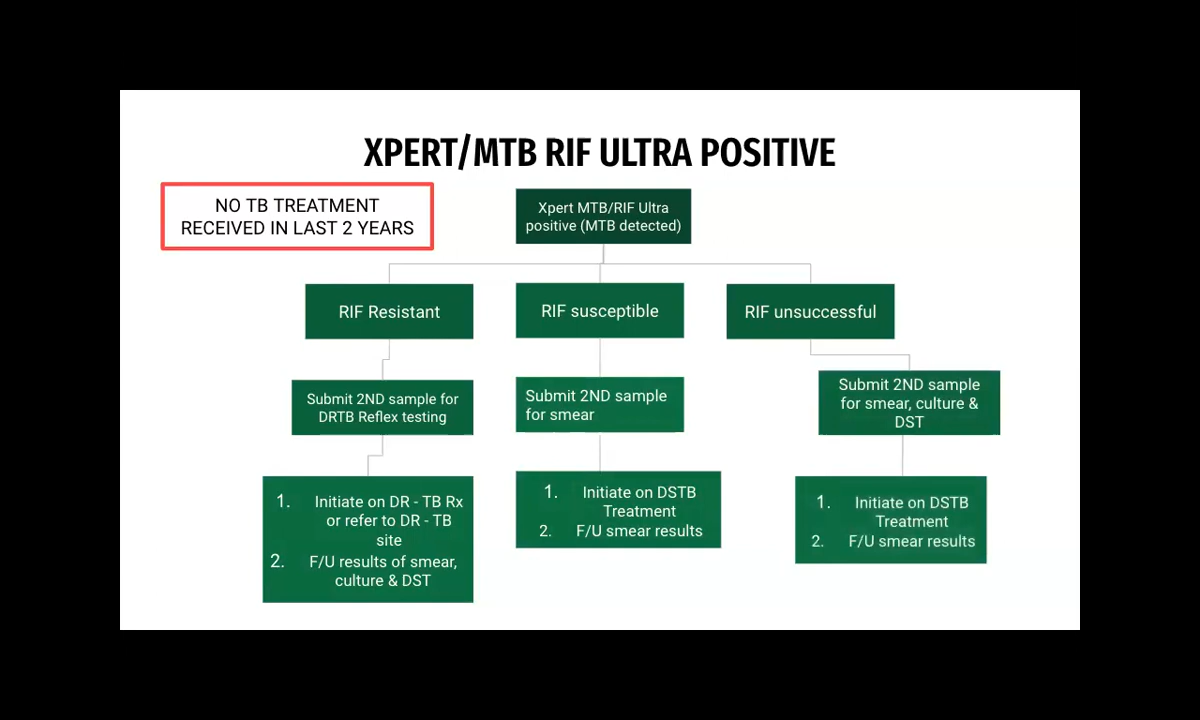 XPERT/MTB RIF ULTRA POSITIVE
NO TB TREATMENT
RECEIVED IN LAST 2 YEARS
Xpert MTB/RIF Ultra
positive (MTB detected)
RIF Resistant
RIF susceptible
RIF unsuccessful
Submit 2ND sample for
DRTB Reflex testing
Submit 2ND sample
for smear
Submit 2ND sample
for smear, culture &
DST
1. Initiate on DR - TB Rx
or refer to DR - TB
site
2. F/U results of smear,
culture & DST
1. Initiate on DSTB
Treatment
2. F/U smear results
1. Initiate on DSTB
Treatment
2. F/U smear results